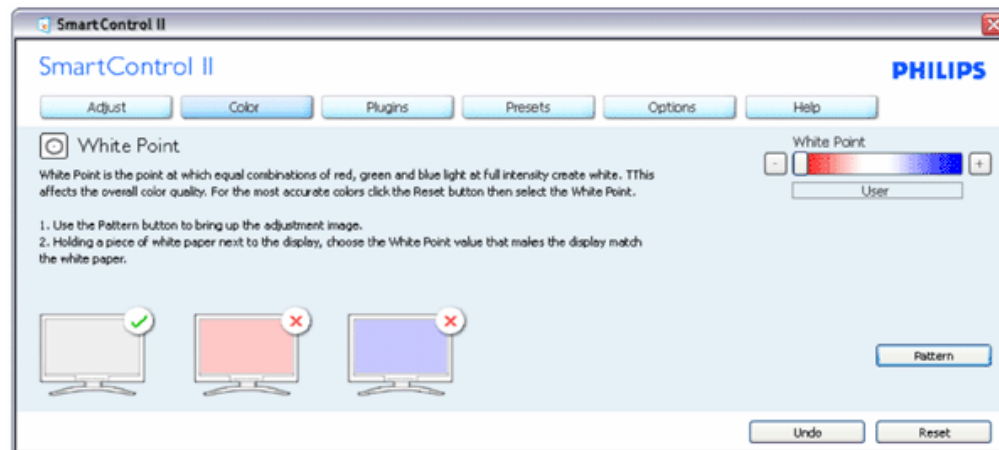 SmartControl II
SmartControl II
PHILIPS
Adjust Color Plugins Presets Options Help
White Point
White Point
White Point is the point at which equal combinations of red, green and blue light at full intensity create white. TThis
affects the overall color quality. For the most accurate colors click the Reset button then select the White Point.
- +
User
1. Use the Pattern button to bring up the adjustment image.
2. Holding a piece of white paper next to the display, choose the White Point value that makes the display match
the white paper.
Pattern
Undo Reset